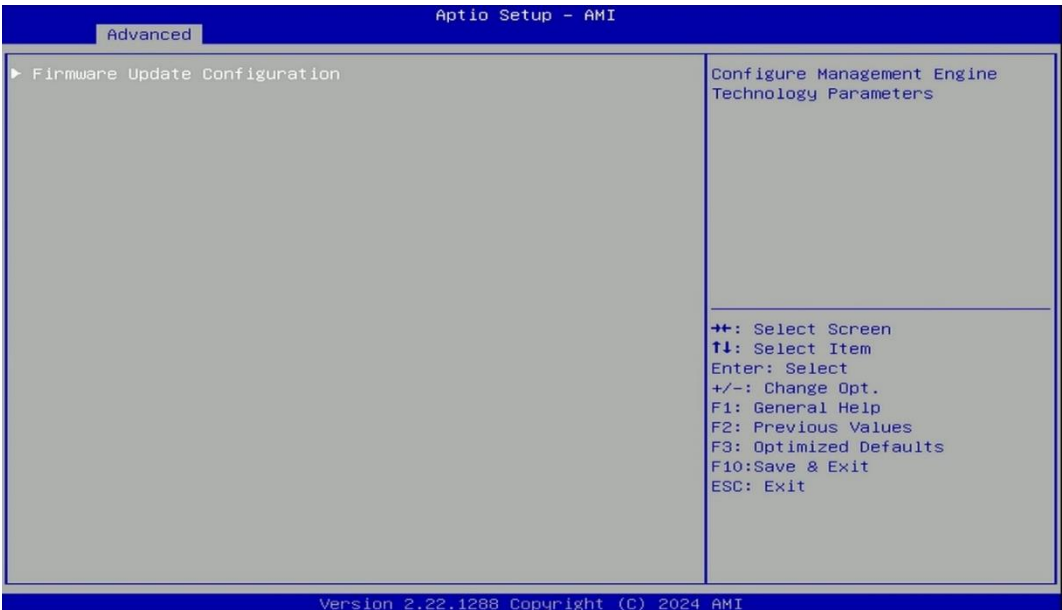 Aptio Setup – AMI
Advanced
▶ Firmware Update Configuration
Configure Management Engine
Technology Parameters
→←: Select Screen
↑↓: Select Item
Enter: Select
+/-: Change Opt.
F1: General Help
F2: Previous Values
F3: Optimized Defaults
F10:Save & Exit
ESC: Exit
Version 2.22.1288 Copyright (C) 2024 AMI